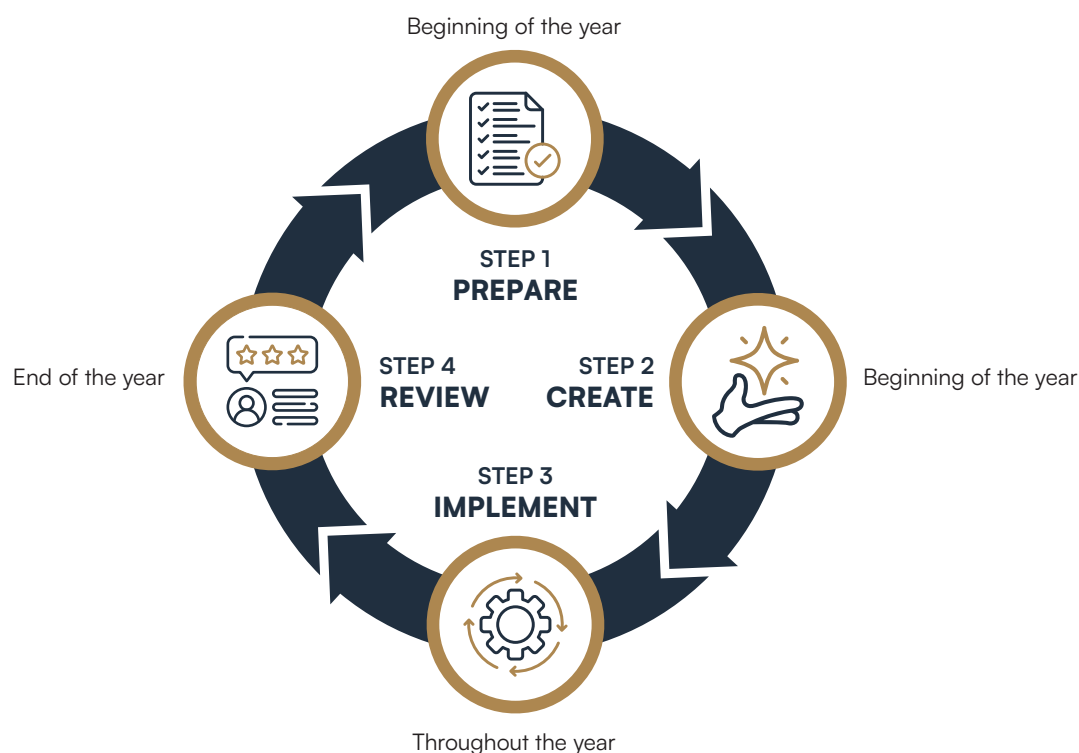 Beginning of the year
STEP 1
PREPARE
STEP 2
CREATE
Beginning of the year
STEP 3
IMPLEMENT
Throughout the year
STEP 4
REVIEW
End of the year